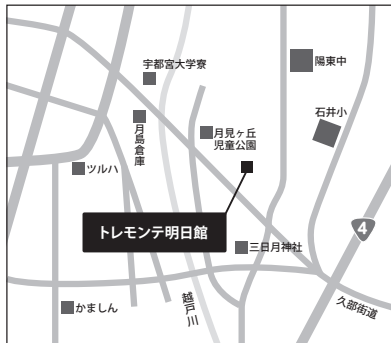 宇都宮大学寮
陽東中
月島倉庫
月見ヶ丘
児童公園
石井小
ツルハ
トレモンテ明日館
4
三日月神社
かましん
越戸川
久部街道